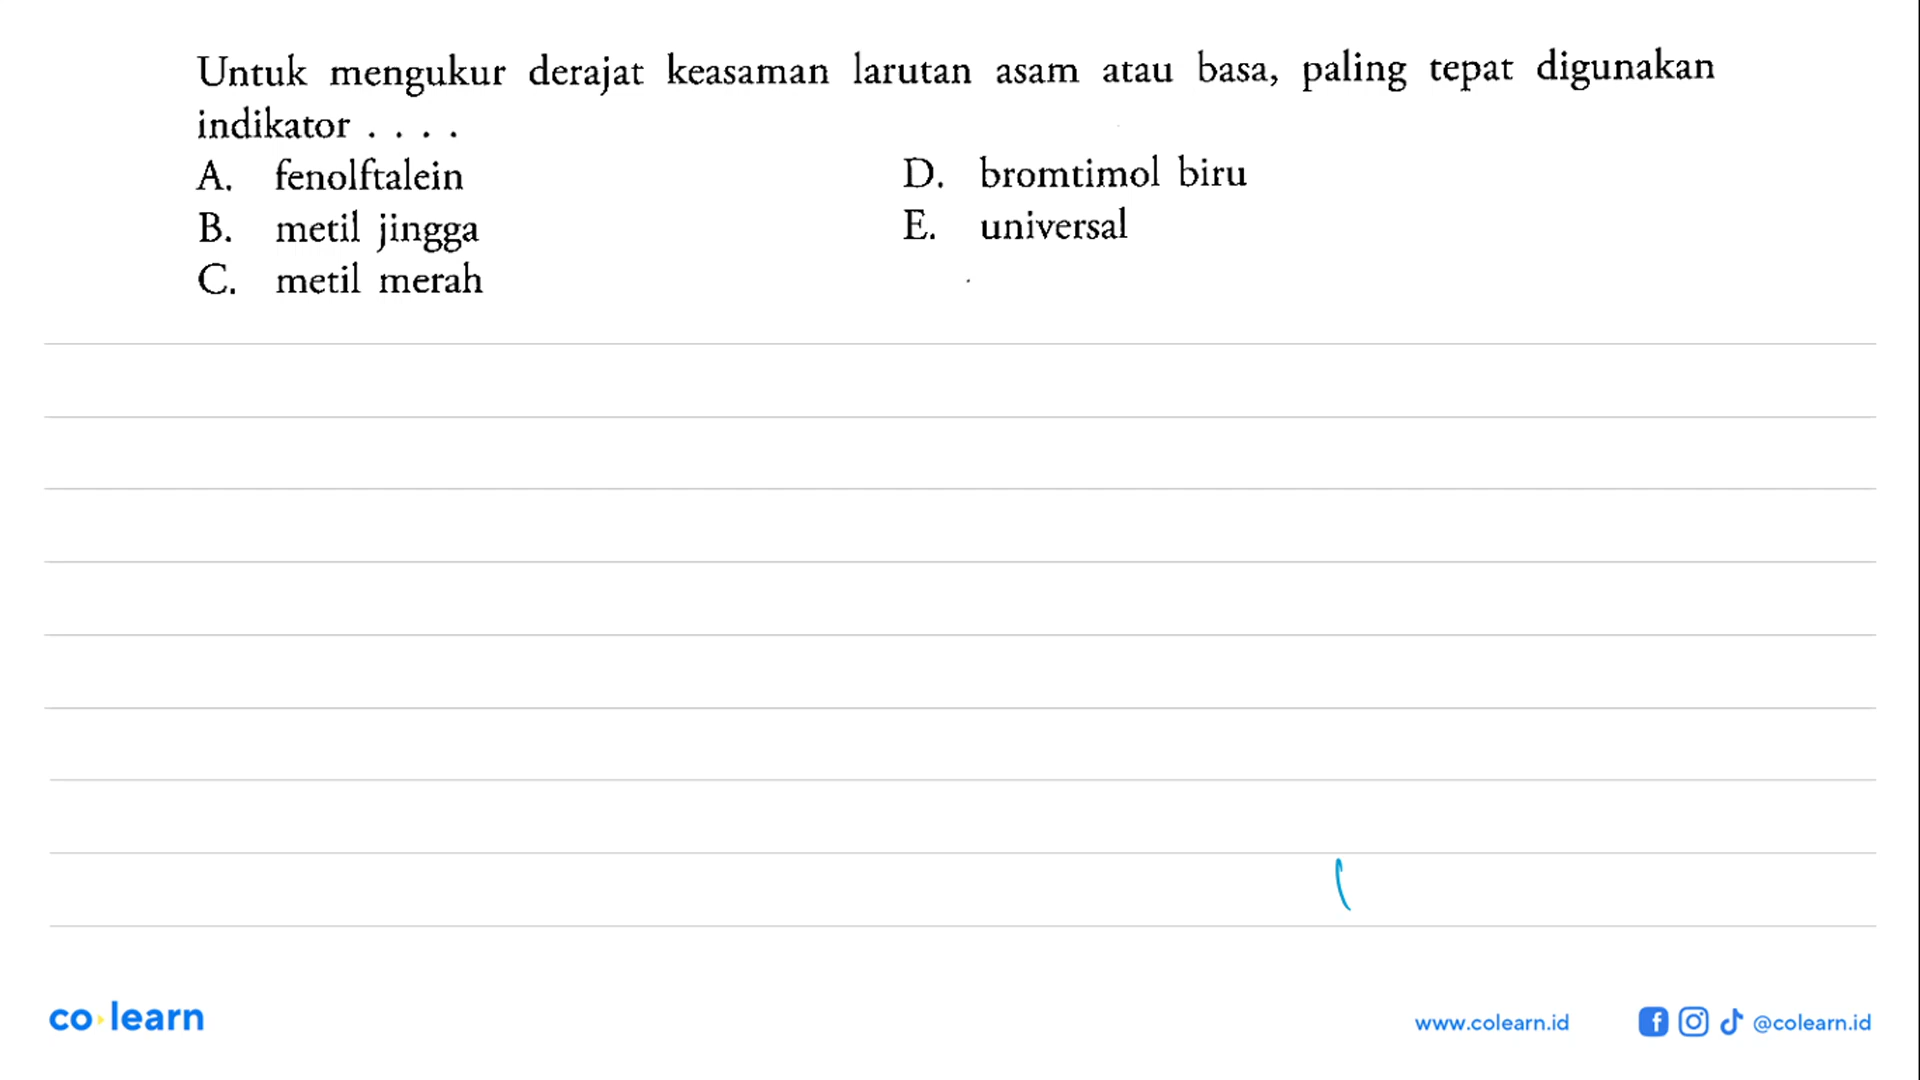 Untuk mengukur derajat keasaman larutan asam atau basa, paling tepat digunakan
indikator . . . .
A. fenolftalein
B. metil jingga
C. metil merah
D. bromtimol biru
E. universal
co learn
www.colearn.id
@colearn.id